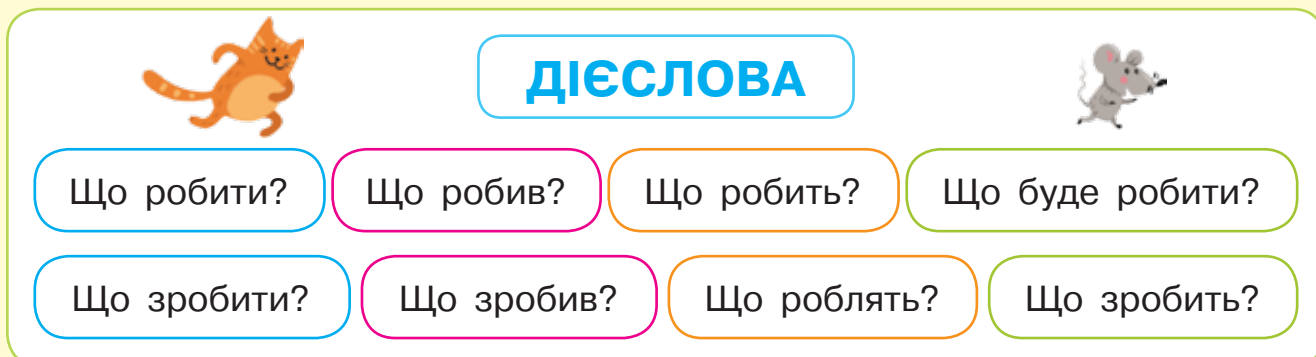 ДІЄСЛОВА
Що робити? Що робив? Що робить? Що буде робити?
Що зробити? Що зробив? Що роблять? Що зробить?